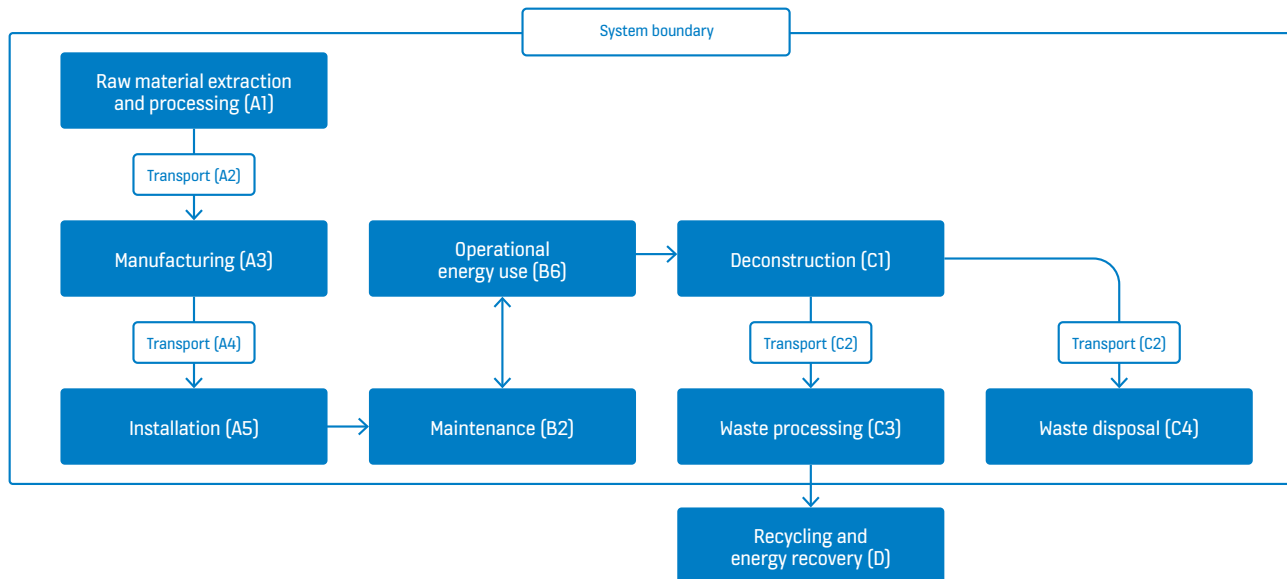 System boundary
Raw material extraction
and processing (A1)
Transport (A2)
Manufacturing (A3)
Operational
energy use (B6)
Deconstruction (C1)
Transport (A4)
Transport (C2)
Transport (C2)
Installation (A5)
Maintenance (B2)
Waste processing (C3)
Waste disposal (C4)
Recycling and
energy recovery (D)